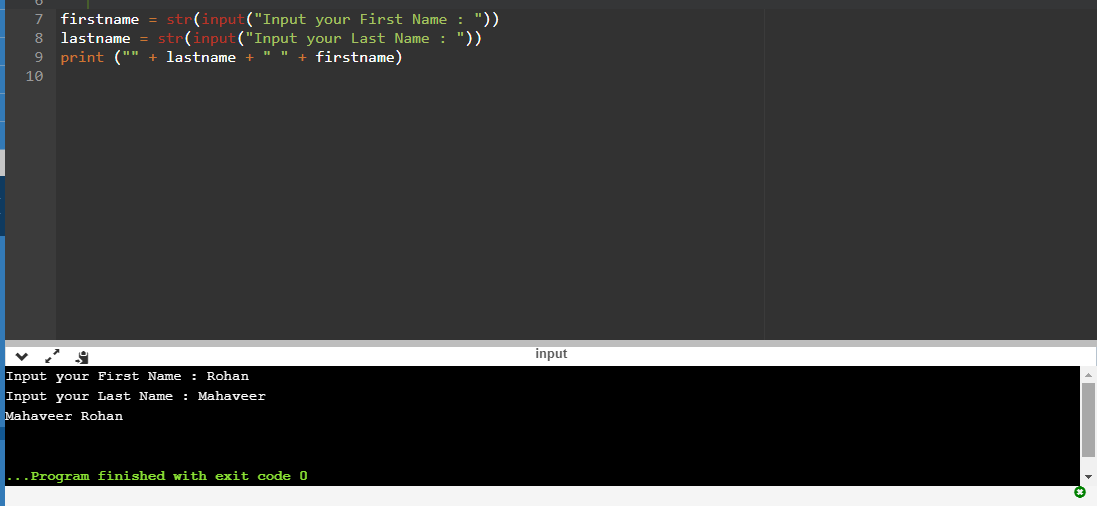 7 firstname = str(input("Input your First Name : "))
8 lastname = str(input("Input your Last Name : "))
9 print ("" + lastname + " " + firstname)
10
input
Input your First Name : Rohan
Input your Last Name : Mahaveer
Mahaveer Rohan
...Program finished with exit code 0